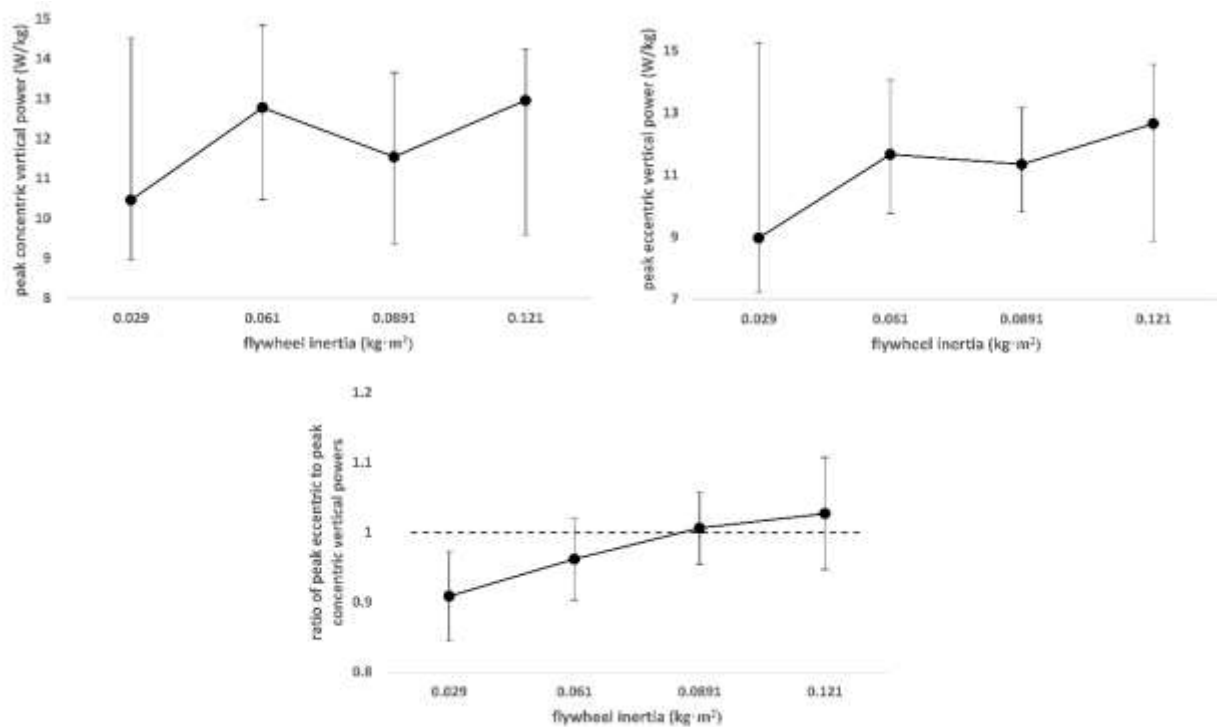 peak concentric vertical power (W/kg)
15
14
13
12
11
10
9
8
0.029 0.061 0.0891 0.121
flywheel inertia (kg·m²)
peak eccentric vertical power (W/kg)
15
13
11
9
7
0.029 0.061 0.0891 0.121
flywheel inertia (kg·m²)
ratio of peak eccentric to peak
concentric vertical powers
1.2
1.1
1
0.9
0.8
0.029 0.061 0.0891 0.121
flywheel inertia (kg·m²)